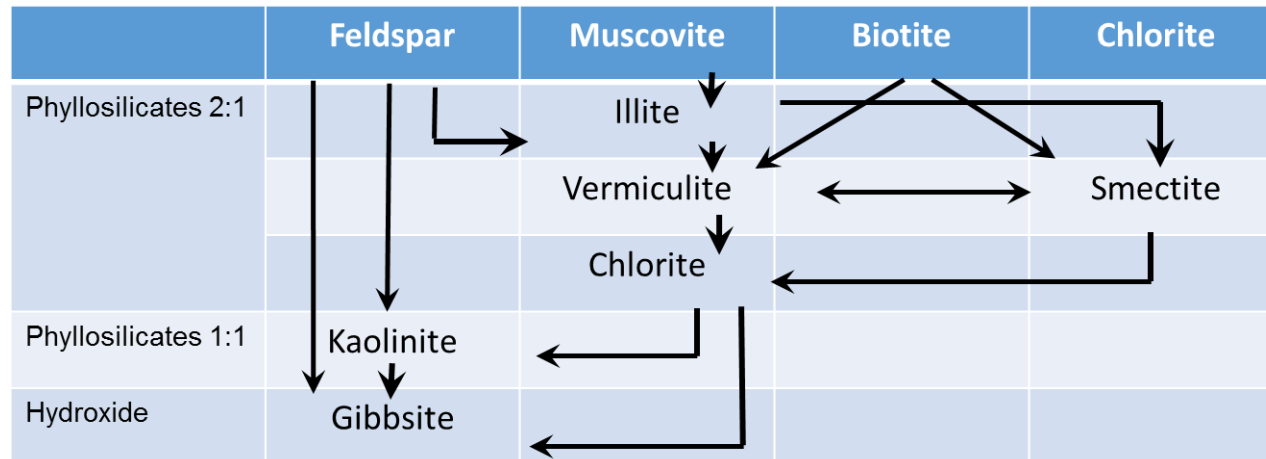 Feldspar Muscovite Biotite Chlorite
Phyllosilicates 2:1 Illite
Vermiculite Smectite
Chlorite
Phyllosilicates 1:1 Kaolinite
Hydroxide Gibbsite